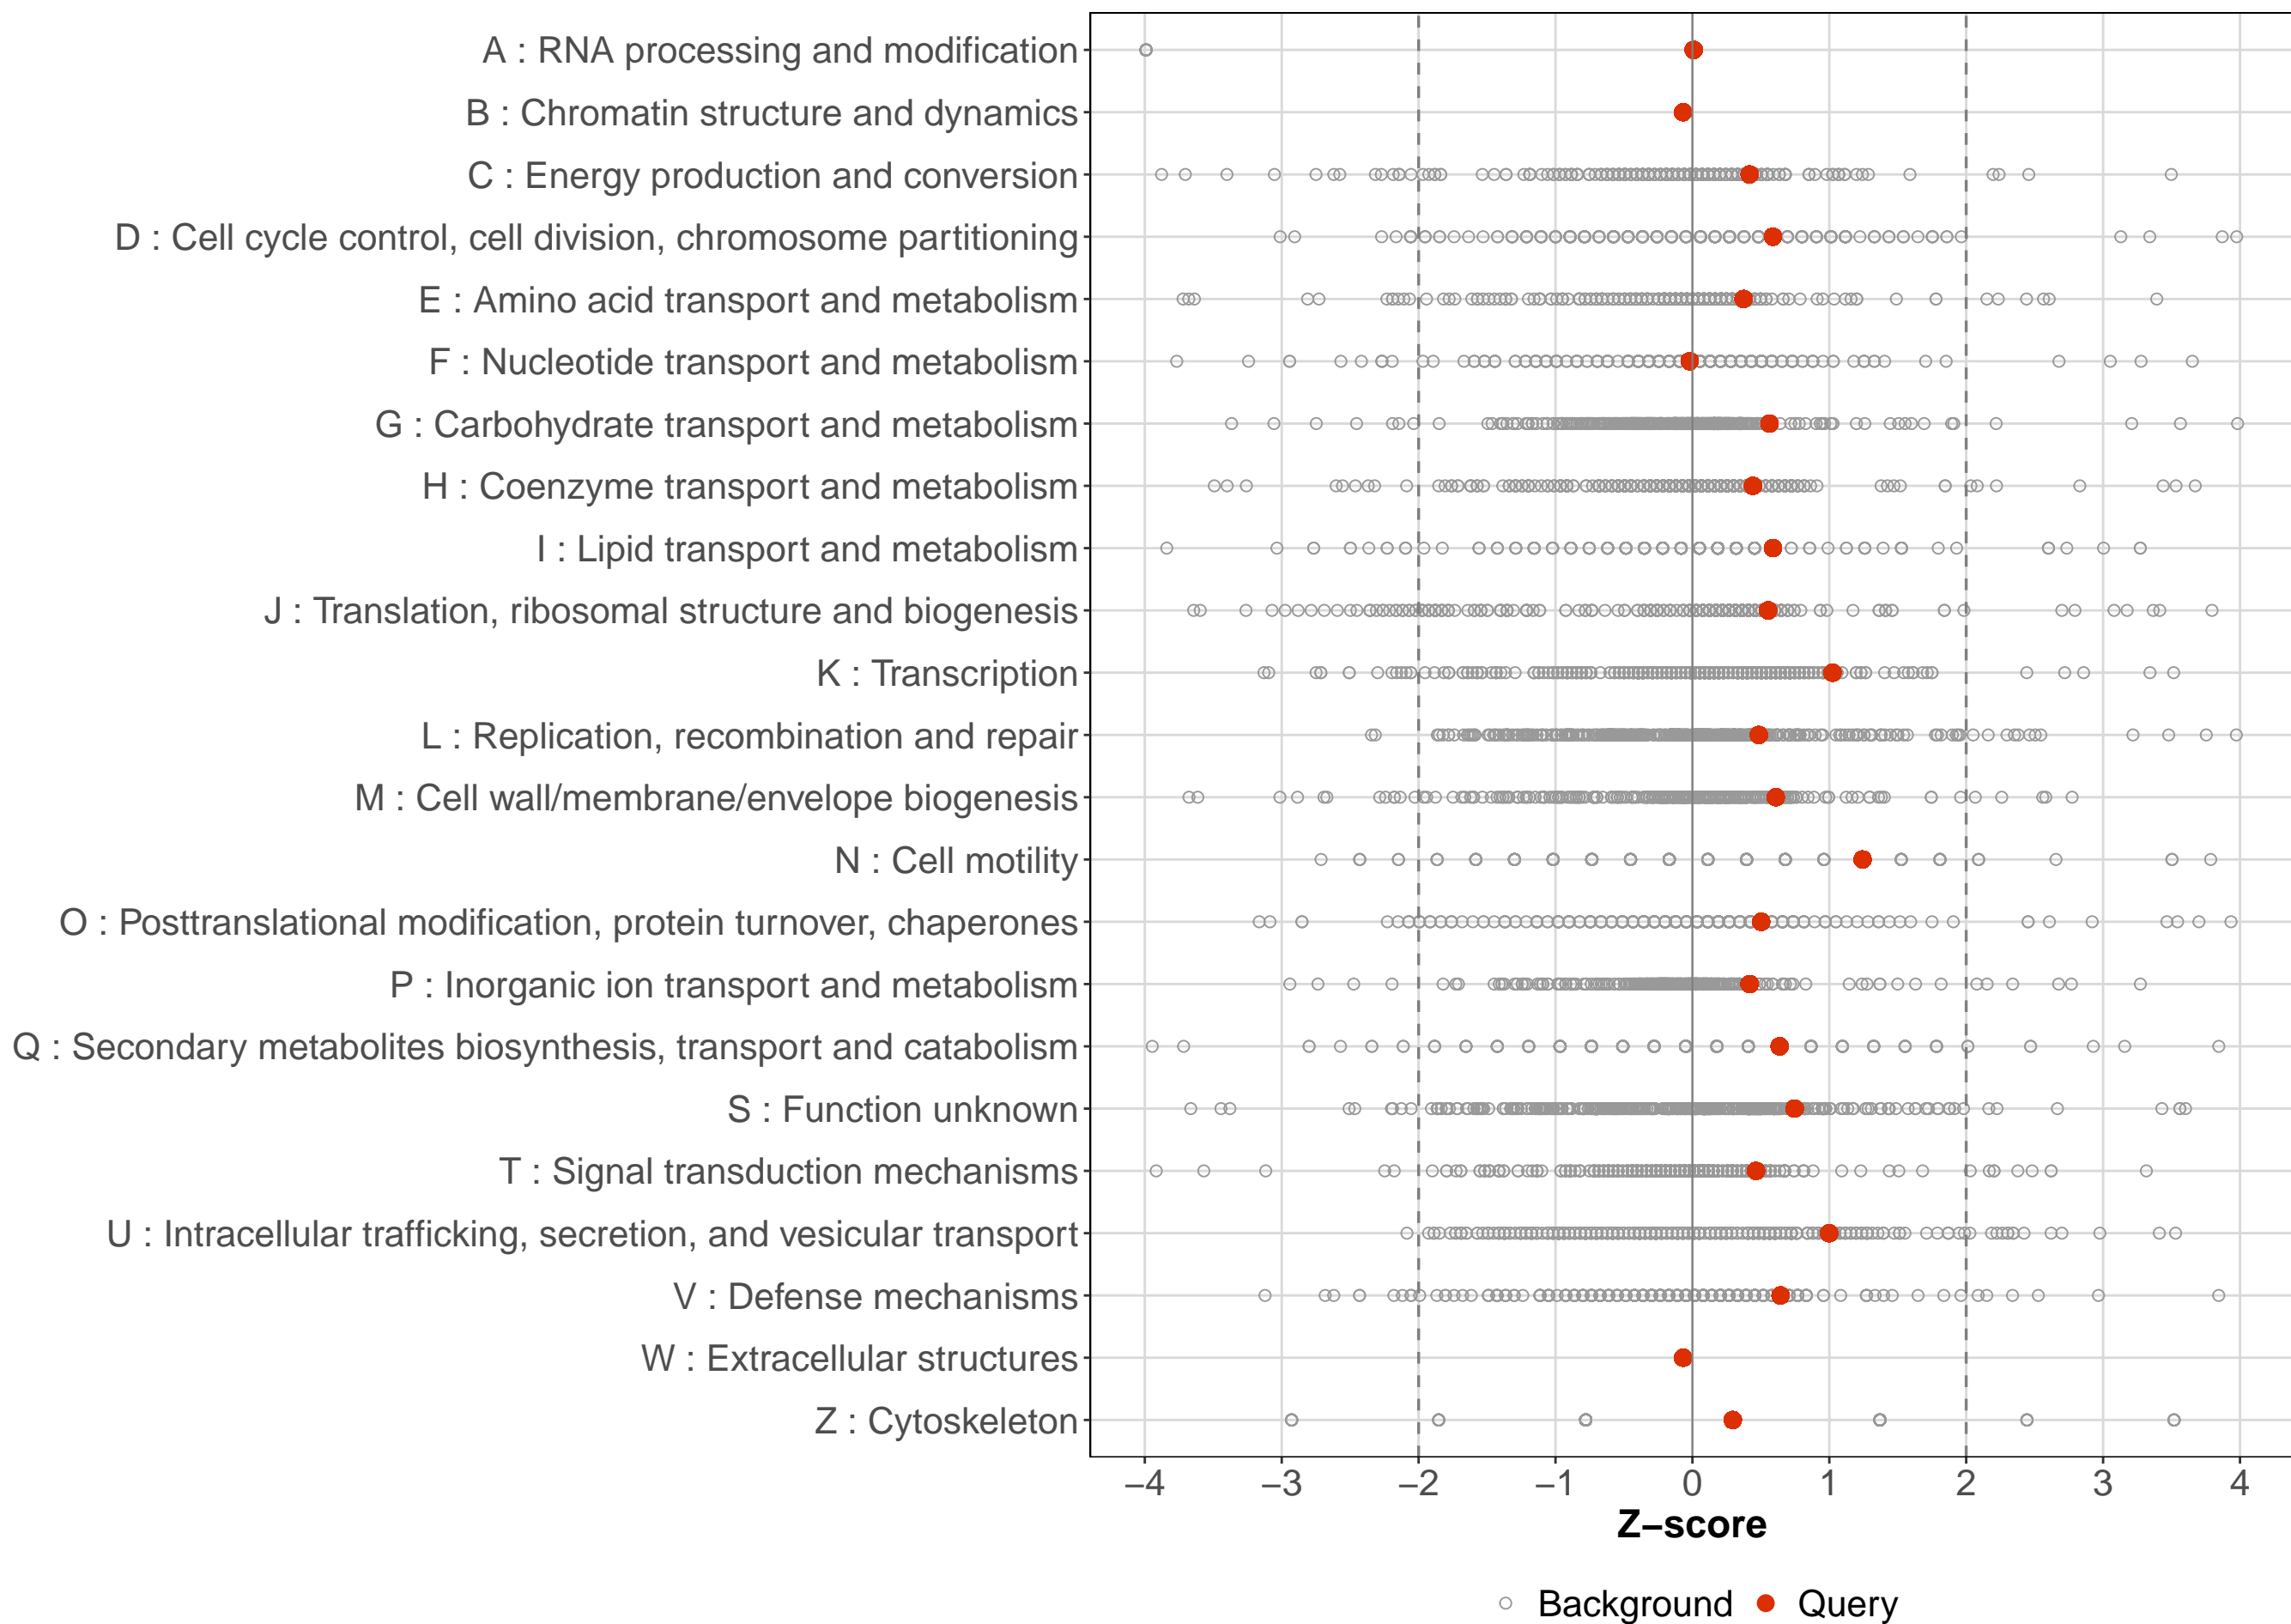 A : RNA processing and modification
B : Chromatin structure and dynamics
C : Energy production and conversion
D : Cell cycle control, cell division, chromosome partitioning
E : Amino acid transport and metabolism
F : Nucleotide transport and metabolism
G : Carbohydrate transport and metabolism
H : Coenzyme transport and metabolism
I : Lipid transport and metabolism
J : Translation, ribosomal structure and biogenesis
K : Transcription
L : Replication, recombination and repair
M : Cell wall/membrane/envelope biogenesis
N : Cell motility
O : Posttranslational modification, protein turnover, chaperones
P : Inorganic ion transport and metabolism
Q : Secondary metabolites biosynthesis, transport and catabolism
S : Function unknown
T : Signal transduction mechanisms
U : Intracellular trafficking, secretion, and vesicular transport
V : Defense mechanisms
W : Extracellular structures
Z : Cytoskeleton
−4 −3 −2 −1 0 1 2 3 4
Z−score
Background Query